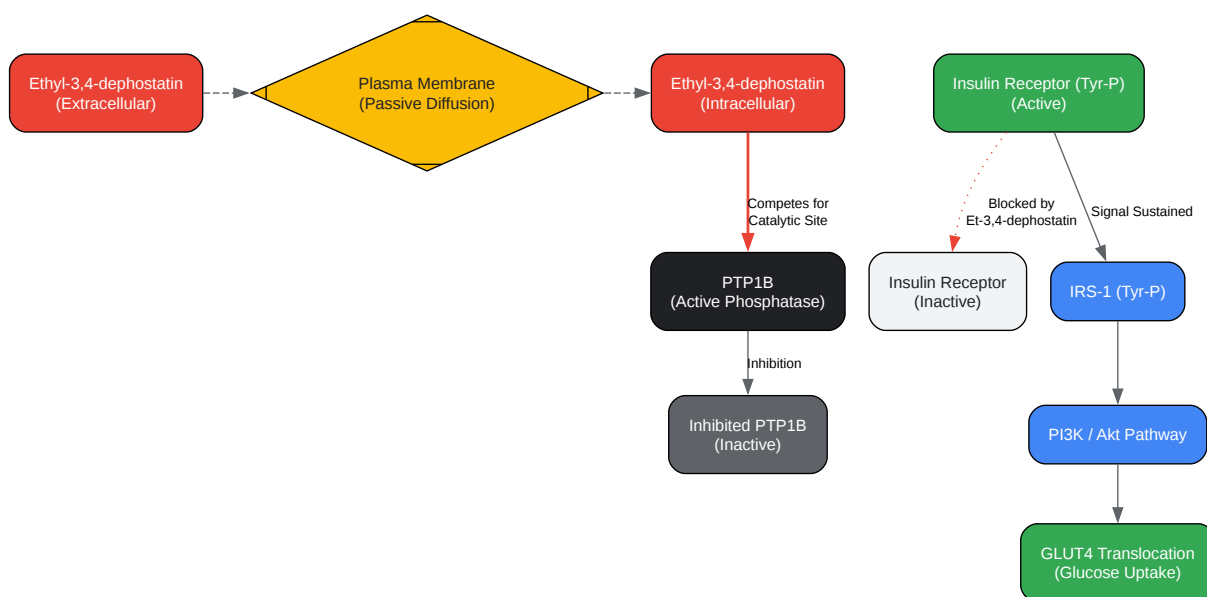 Ethyl-3,4-dephostatin
(Extracellular)
Plasma Membrane
(Passive Diffusion)
Ethyl-3,4-dephostatin
(Intracellular)
Insulin Receptor (Tyr-P)
(Active)
Competes for
Catalytic Site
Blocked by
Et-3,4-dephostatin
Signal Sustained
PTP1B
(Active Phosphatase)
Insulin Receptor
(Inactive)
IRS-1 (Tyr-P)
Inhibition
Inhibited PTP1B
(Inactive)
PI3K / Akt Pathway
GLUT4 Translocation
(Glucose Uptake)